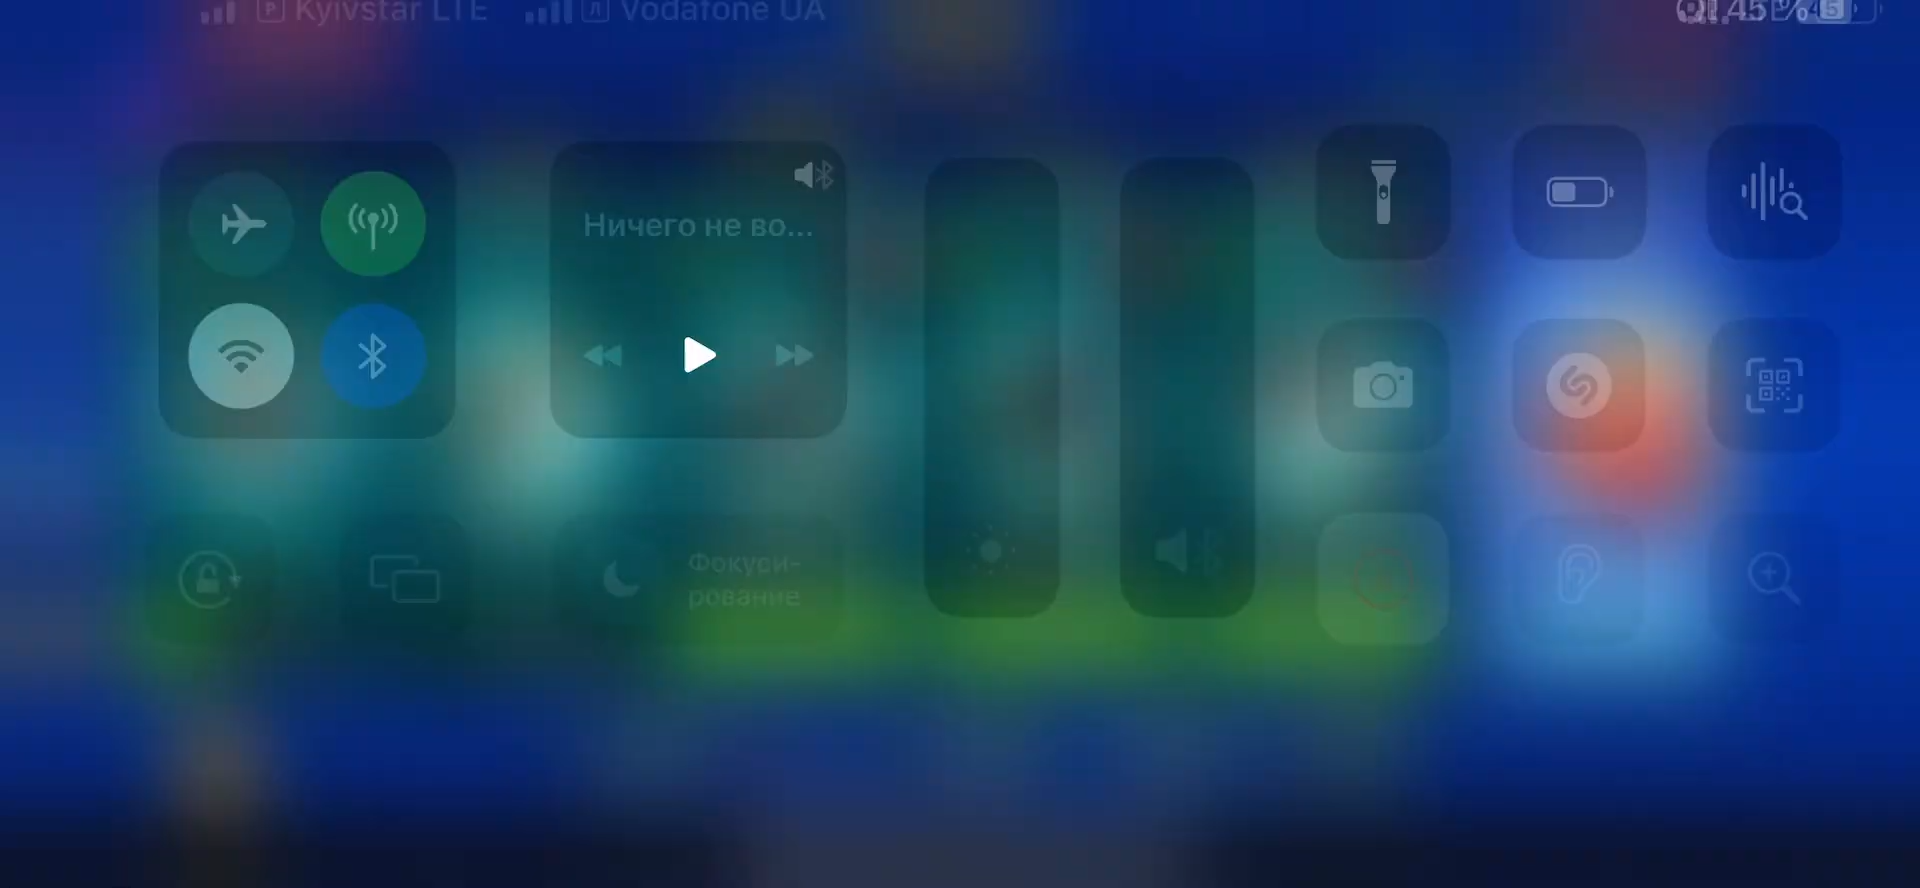 Р Kyivstar LTE Л Vodafone UA
Ничего не во...
Фокуси-
рование